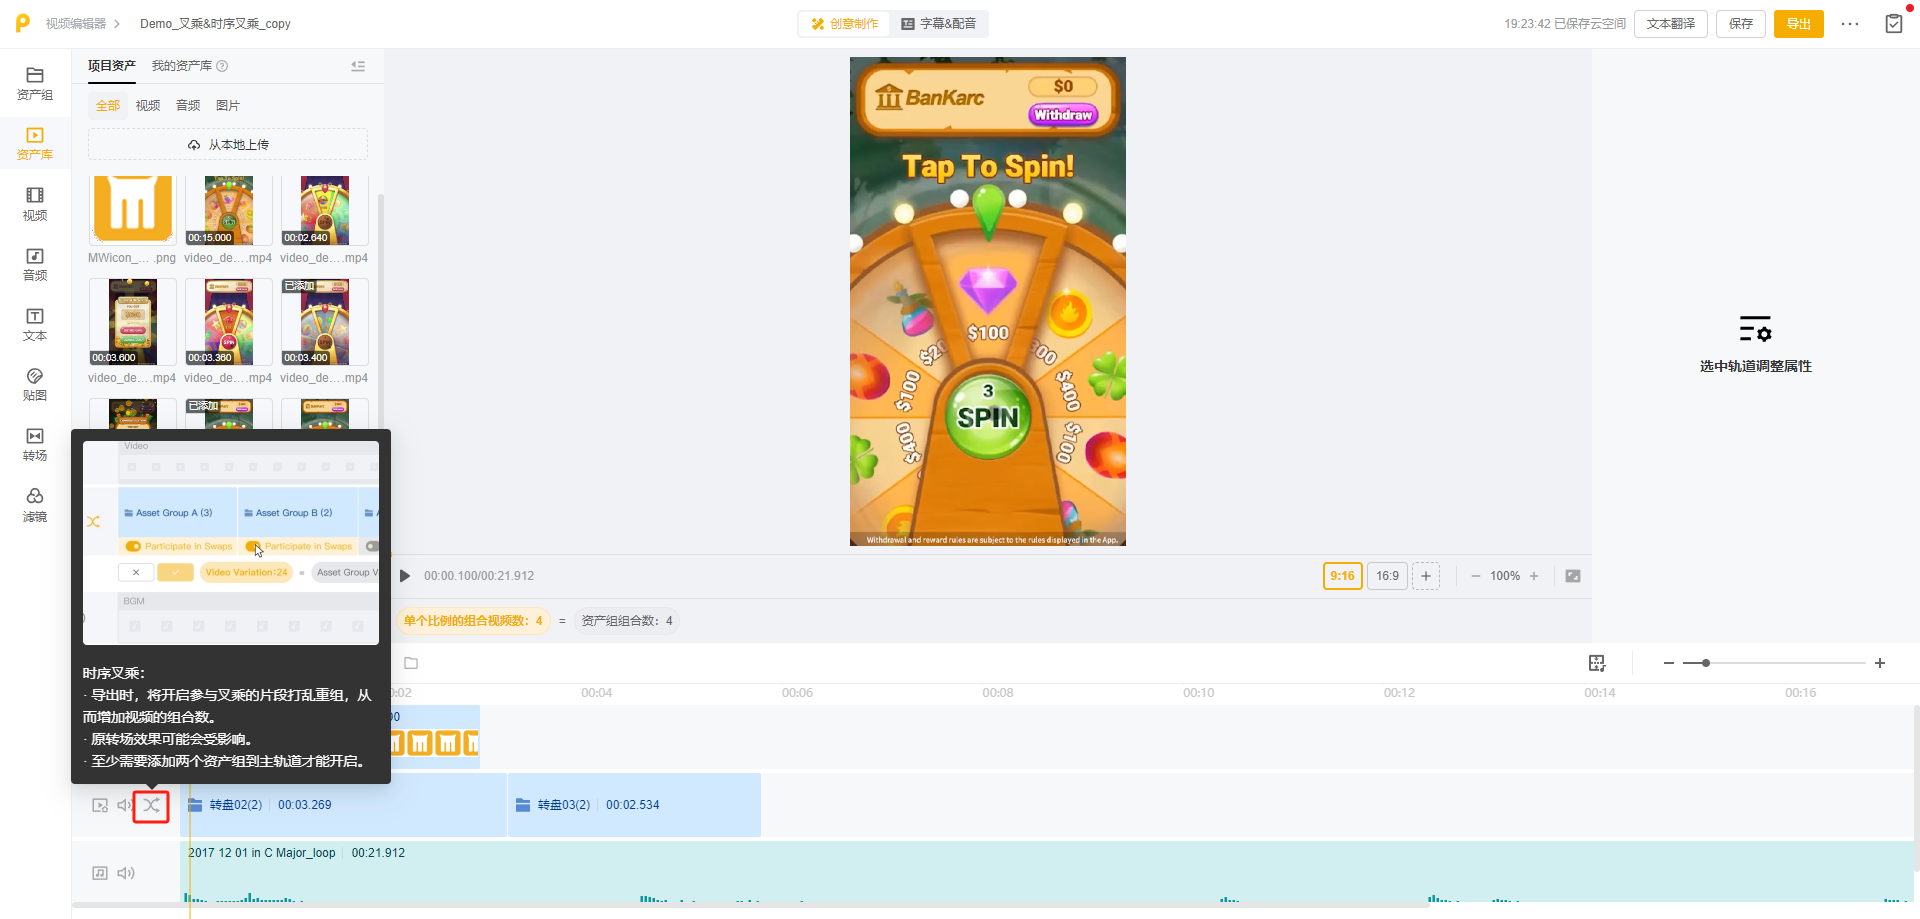 视频编辑器 Demo_叉乘&时序叉乘_copy
创意制作 字幕&配音
19:23:42 已保存云空间 文本翻译 保存 导出
资产组
资产库
视频
音频
文本
贴图
转场
滤镜
项目资产 我的资产库
全部 视频 音频 图片
从本地上传
00:15.000 00:02.640
MWicon_... .png video_de....mp4 video_de....mp4
已添加
00:03.600 00:03.360 00:03.400
video_de....mp4 video_de....mp4 video_de....mp4
已添加
BanKarc
$0
Withdraw
Tap To Spin!
$100
$100
$400
$400
$100
3
SPIN
Withdrawal and reward rules are subject to the rules displayed in the App.
选中轨道调整属性
00:00.100/00:21.912
9:16 16:9 100%
单个比例的组合视频数：4 = 资产组组合数：4
Video
Asset Group A (3) Asset Group B (2)
Participate in Swaps Participate in Swaps
Video Variation:24 = Asset Group V
BGM
时序叉乘：
· 导出时，将开启参与叉乘的片段打乱重组，从
而增加视频的组合数。
· 原转场效果可能会受影响。
· 至少需要添加两个资产组到主轨道才能开启。
:02 00:04 00:06 00:08 00:10 00:12 00:14 00:16
转盘02(2) 00:03.269 转盘03(2) 00:02.534
2017 12 01 in C Major_loop 00:21.912